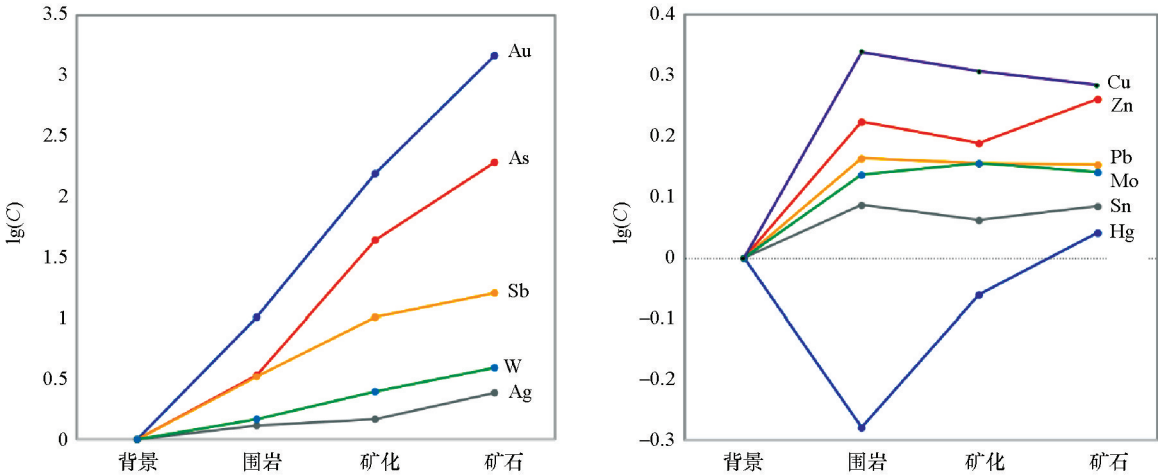 3.5
3
2.5
2
1.5
1
0.5
0
lg(C)
Au
As
Sb
W
Ag
背景
围岩
矿化
矿石
0.4
0.3
0.2
0.1
0
–0.1
–0.2
–0.3
lg(C)
Cu
Zn
Pb
Mo
Sn
Hg
背景
围岩
矿化
矿石